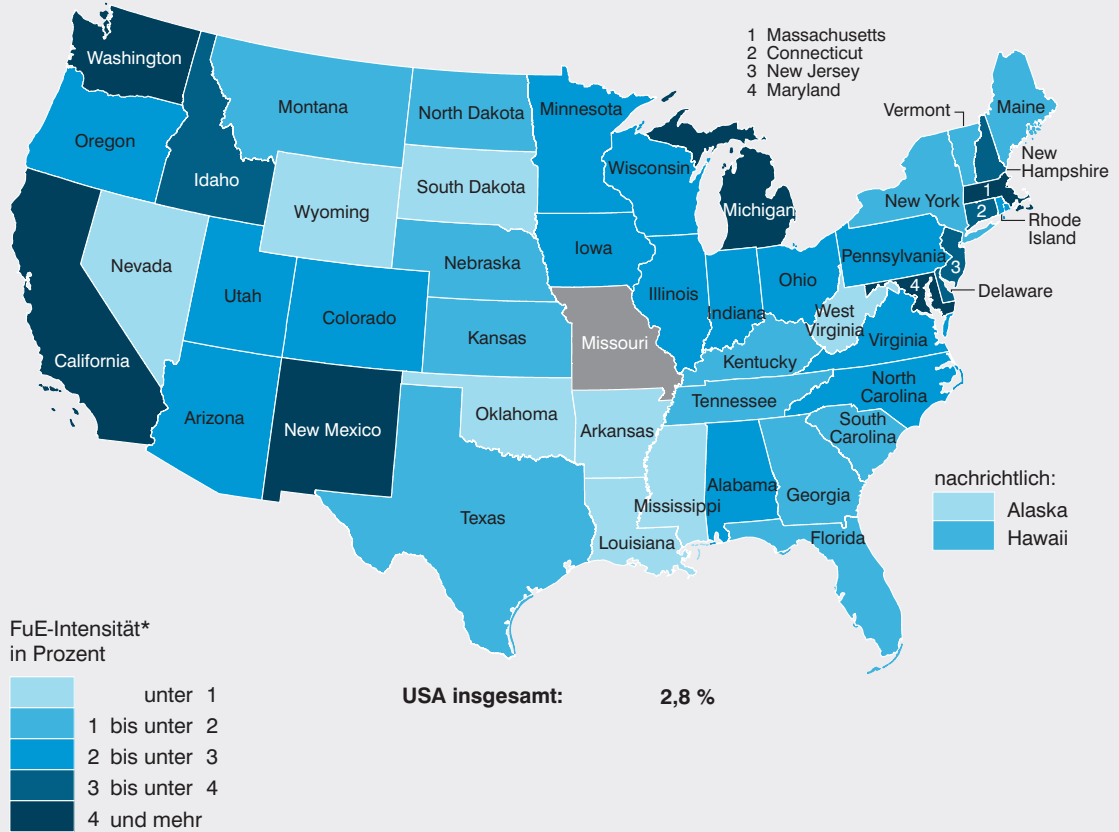 1 Massachusetts
2 Connecticut
3 New Jersey
4 Maryland
Washington
Montana
North Dakota
Minnesota
Vermont
Maine
Oregon
Idaho
Wisconsin
New
Hampshire
South Dakota
Wyoming
Michigan
New York
1
2
Rhode
Island
Nevada
Nebraska
Iowa
Pennsylvania
3
Utah
Colorado
Illinois
Indiana
Ohio
4
Delaware
West
Virginia
California
Kansas
Missouri
Kentucky
Virginia
Arizona
New Mexico
Oklahoma
Tennessee
North
Carolina
Arkansas
South
Carolina
Texas
Mississippi
Alabama
Georgia
Louisiana
Florida
nachrichtlich:
Alaska
Hawaii
FuE-Intensität*
in Prozent
unter 1
1 bis unter 2
2 bis unter 3
3 bis unter 4
4 und mehr
USA insgesamt: 2,8 %